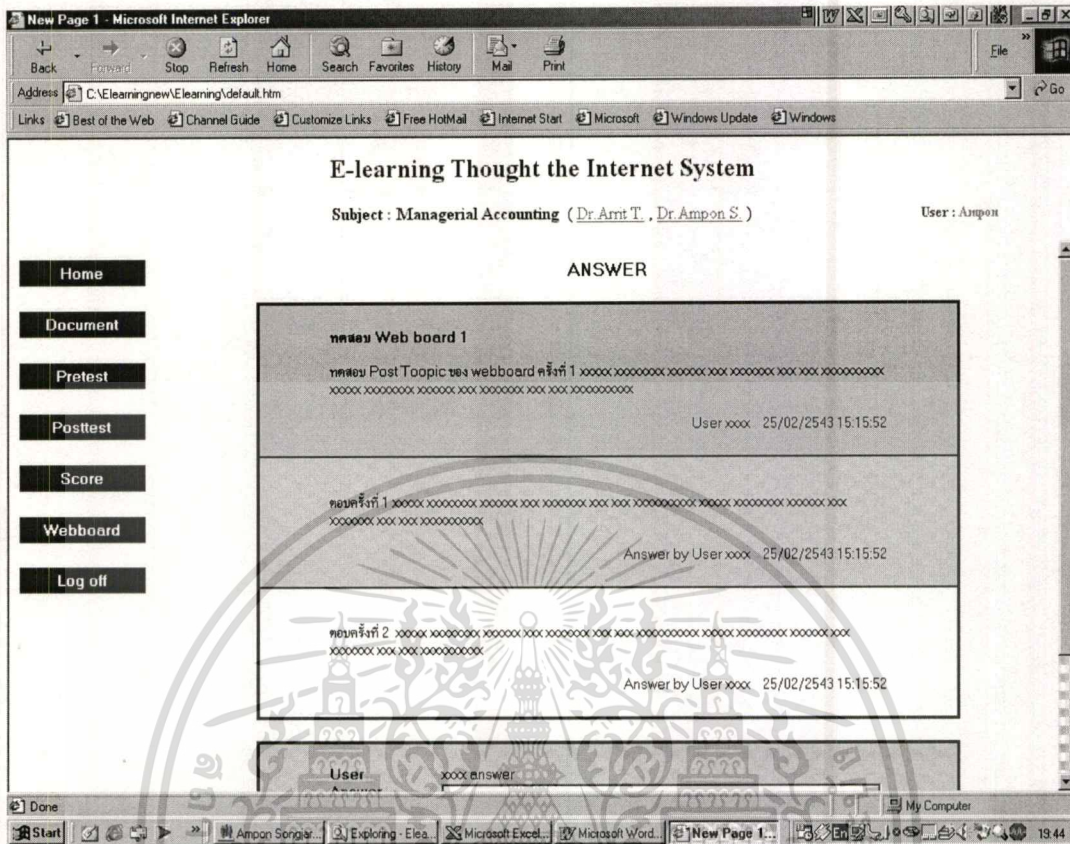 New Page 1 - Microsoft Internet Explorer
Back Forward Stop Refresh Home Search Favorites History Mail Print File »
Address C:\Elearningnew\Elearning\default.htm Go
Links Best of the Web Channel Guide Customize Links Free HotMail Internet Start Microsoft Windows Update Windows
E-learning Thought the Internet System
Subject : Managerial Accounting ( Dr.Arnt T. , Dr.Ampon S. ) User : Ampon
Home
Document
Pretest
Posttest
Score
Webboard
Log off
ANSWER
ทดสอบ Web board 1
ทดสอบ Post Toopic ของ webboard ครั้งที่ 1 xxxxx xxxxxxxx xxxxxx xxx xxxxxxx xxx xxx xxxxxxxxxx
xxxxx xxxxxxxx xxxxxx xxx xxxxxxx xxx xxx xxxxxxxxxx
User xxxx 25/02/2543 15:15:52
ตอบครั้งที่ 1 xxxxx xxxxxxxx xxxxxx xxx xxxxxxx xxx xxx xxxxxxxxxx xxxxx xxxxxxxx xxxxxx xxx
xxxxxxx xxx xxx xxxxxxxxxx
Answer by User xxxx 25/02/2543 15:15:52
ตอบครั้งที่ 2 xxxxx xxxxxxxx xxxxxx xxx xxxxxxx xxx xxx xxxxxxxxxx xxxxx xxxxxxxx xxxxxx xxx
xxxxxxx xxx xxx xxxxxxxxxx
Answer by User xxxx 25/02/2543 15:15:52
User xxxx answer
Answer
Done My Computer
Start » Ampon Songjar... Exploring - Elea... Microsoft Excel... Microsoft Word... New Page 1... En 19:44